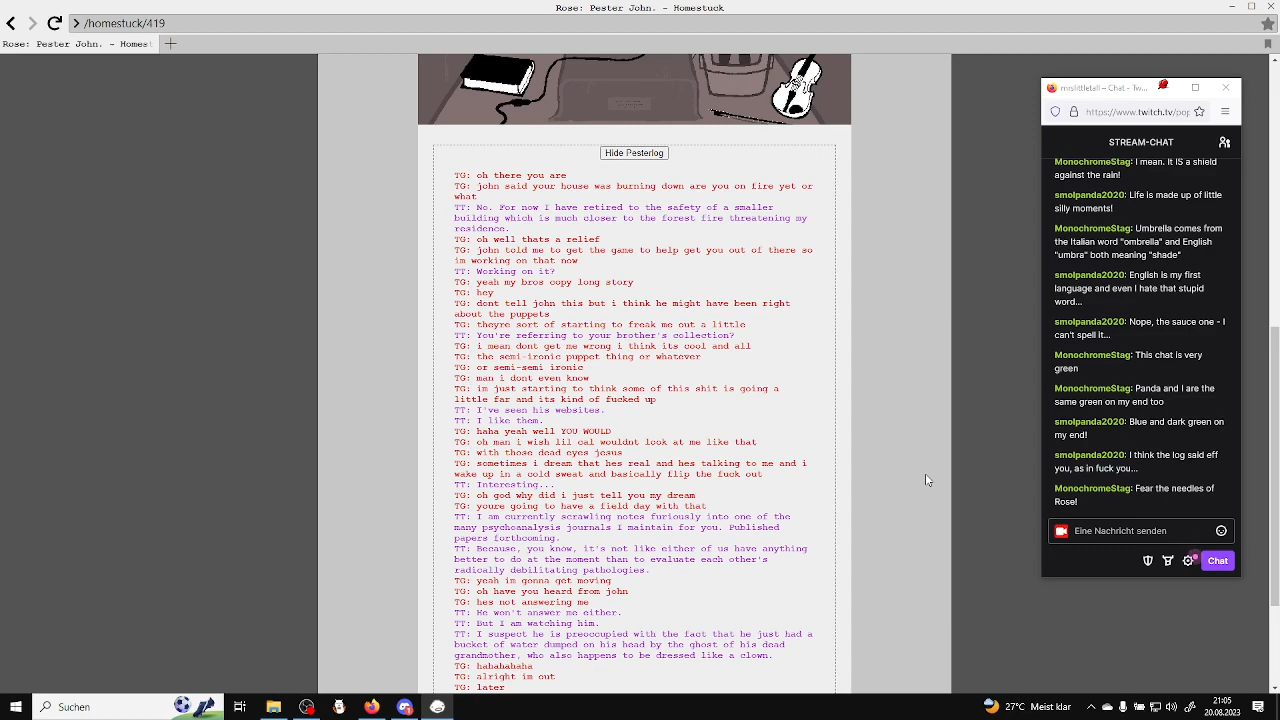 Rose: Pester John. - Homestuck
/homestuck/419
Rose: Pester John. - Homest
Hide Pesterlog
TG: oh there you are
TG: john said your house was burning down are you on fire yet or
what
TT: No. For now I have retired to the safety of a smaller
building which is much closer to the forest fire threatening my
residence.
TG: oh well thats a relief
TG: john told me to get the game to help get you out of there so
im working on that now
TT: Working on it?
TG: yeah my bros copy long story
TG: hey
TG: dont tell john this but i think he might have been right
about the puppets
TG: theyre sort of starting to freak me out a little
TT: You're referring to your brother's collection?
TG: i mean dont get me wrong i think its cool and all
TG: the semi-ironic puppet thing or whatever
TG: or semi-semi ironic
TG: man i dont even know
TG: im just starting to think some of this shit is going a
little far and its kind of fucked up
TT: I've seen his websites.
TT: I like them.
TG: haha yeah well YOU WOULD
TG: oh man i wish lil cal wouldnt look at me like that
TG: with those dead eyes jesus
TG: sometimes i dream that hes real and hes talking to me and i
wake up in a cold sweat and basically flip the fuck out
TT: Interesting...
TG: oh god why did i just tell you my dream
TG: youre going to have a field day with that
TT: I am currently scrawling notes furiously into one of the
many psychoanalysis journals I maintain for you. Published
papers forthcoming.
TT: Because, you know, it's not like either of us have anything
better to do at the moment than to evaluate each other's
radically debilitating pathologies.
TG: yeah im gonna get moving
TG: oh have you heard from john
TG: hes not answering me
TT: He won't answer me either.
TT: But I am watching him.
TT: I suspect he is preoccupied with the fact that he just had a
bucket of water dumped on his head by the ghost of his dead
grandmother, who also happens to be dressed like a clown.
TG: hahahahaha
TG: alright im out
TG: later
mrslittletall – Chat - Tw...
https://www.twitch.tv/pop
STREAM-CHAT
MonochromeStag: I mean. It IS a shield
against the rain!
smolpanda2020: Life is made up of little
silly moments!
MonochromeStag: Umbrella comes from
the Italian word "ombrella" and English
"umbra" both meaning "shade"
smolpanda2020: English is my first
language and even I hate that stupid
word...
smolpanda2020: Nope, the sauce one - I
can't spell it...
MonochromeStag: This chat is very
green
MonochromeStag: Panda and I are the
same green on my end too
smolpanda2020: Blue and dark green on
my end!
smolpanda2020: I think the log said eff
you, as in fuck you...
MonochromeStag: Fear the needles of
Rose!
Eine Nachricht senden
Chat
Suchen
27°C Meist klar
21:05
20.08.2023